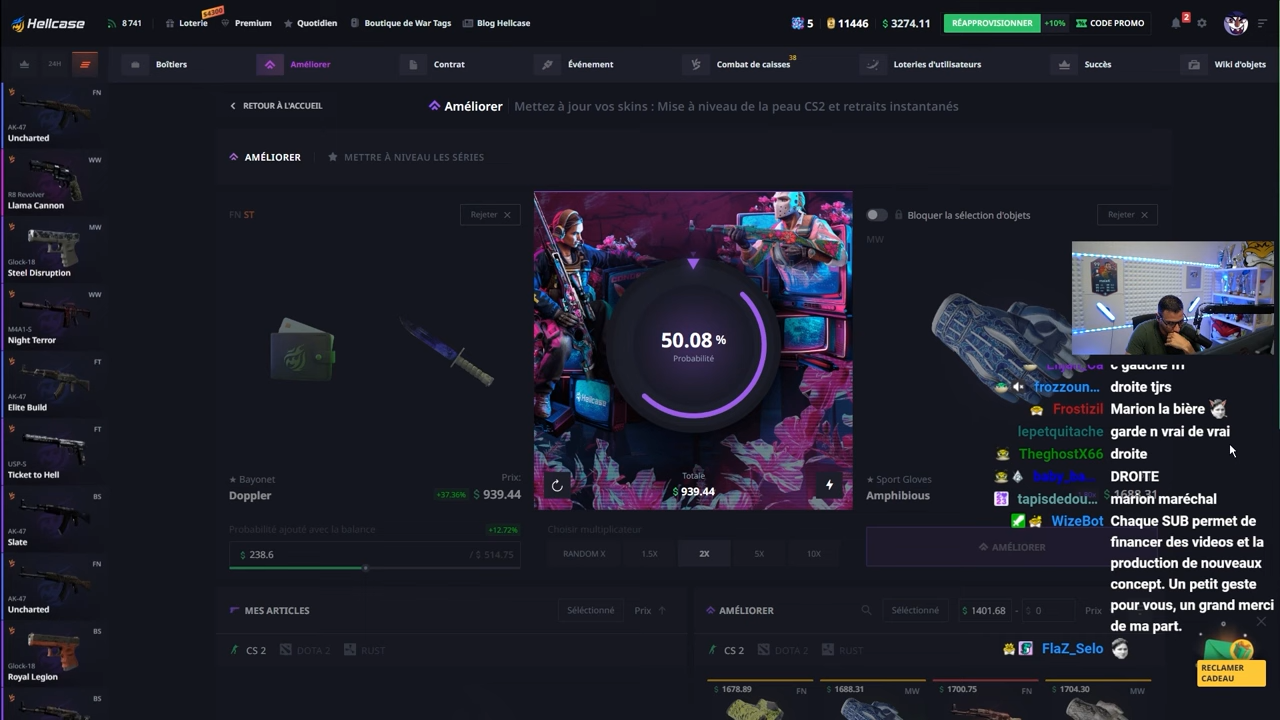 Hellcase
8 741
Loterie
$4300
Premium
Quotidien
Boutique de War Tags
Blog Hellcase
5
11446
$ 3274.11
RÉAPPROVISIONNER
+10%
CODE PROMO
2
24H
Boîtiers
Améliorer
Contrat
Événement
Combat de caisses
38
Loteries d'utilisateurs
Succès
Wiki d'objets
RETOUR À L'ACCUEIL
Améliorer
Mettez à jour vos skins : Mise à niveau de la peau CS2 et retraits instantanés
AMÉLIORER
METTRE À NIVEAU LES SÉRIES
FN
AK-47
Uncharted
WW
R8 Revolver
Llama Cannon
MW
Glock-18
Steel Disruption
WW
M4A1-S
Night Terror
FT
AK-47
Elite Build
FT
USP-S
Ticket to Hell
BS
AK-47
Slate
FN
AK-47
Uncharted
BS
Glock-18
Royal Legion
BS
FN ST
Rejeter
★ Bayonet
Doppler
Prix:
+37.36%
$ 939.44
Probabilité ajouté avec la balance
+12.72%
$ 238.6
/ $ 514.75
50.08 %
Probabilité
Hellcase
Totale
$ 939.44
Choisir multiplicateur
RANDOM X
1.5X
2X
5X
10X
Bloquer la sélection d'objets
Rejeter
MW
★ Sport Gloves
Amphibious
$ 1688.31
AMÉLIORER
MES ARTICLES
Séléctionné
Prix
CS 2
DOTA 2
RUST
AMÉLIORER
Séléctionné
$ 1401.68
-
$ 0
Prix
CS 2
DOTA 2
RUST
$ 1678.89
FN
$ 1688.31
MW
$ 1700.75
FN
$ 1704.30
MW
frozzoun... droite tjrs
Frostizil Marion la bière
lepetquitache garde n vrai de vrai
TheghostX66 droite
DROITE
tapisdedou... marion maréchal
WizeBot Chaque SUB permet de
financer des videos et la
production de nouveaux
concept. Un petit geste
pour vous, un grand merci
de ma part.
FlaZ_Selo
RECLAMER
CADEAU